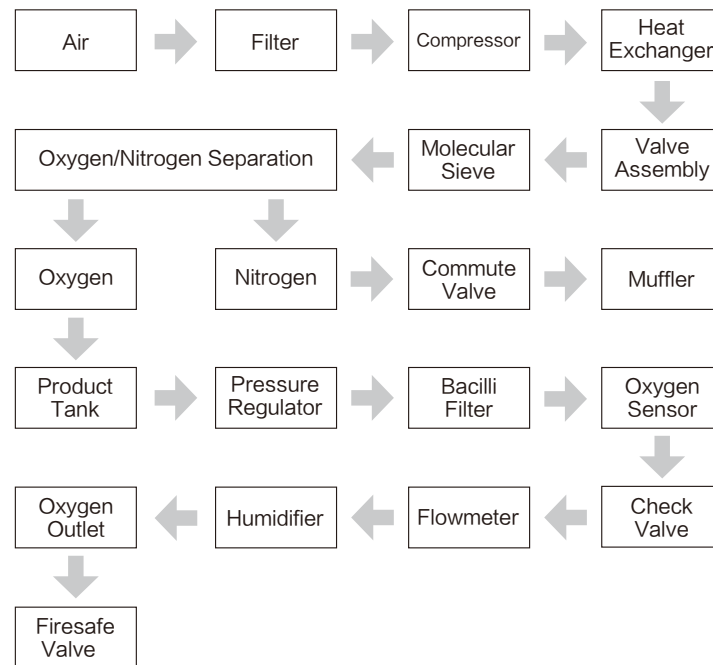 Air
Filter
Compressor
Heat
Exchanger
Oxygen/Nitrogen Separation
Molecular
Sieve
Valve
Assembly
Oxygen
Nitrogen
Commute
Valve
Muffler
Product
Tank
Pressure
Regulator
Bacilli
Filter
Oxygen
Sensor
Oxygen
Outlet
Humidifier
Flowmeter
Check
Valve
Firesafe
Valve